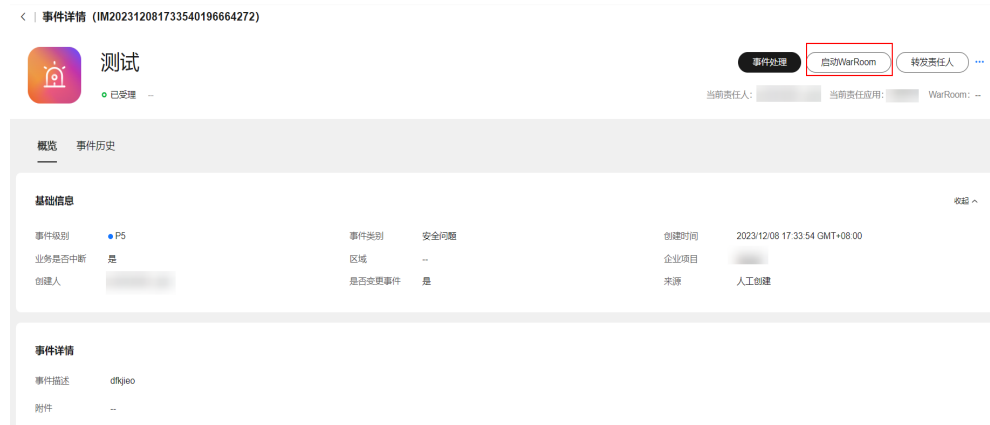 事件详情（IM202312081733540196664272）
测试
事件处理 启动WarRoom 转发责任人 ···
已受理 --
当前责任人： 当前责任应用： WarRoom： --
概览 事件历史
基础信息 收起
事件级别 P5 事件类别 安全问题 创建时间 2023/12/08 17:33:54 GMT+08:00
业务是否中断 是 区域 -- 企业项目
创建人 是否变更事件 是 来源 人工创建
事件详情
事件描述 dfkjieo
附件 --